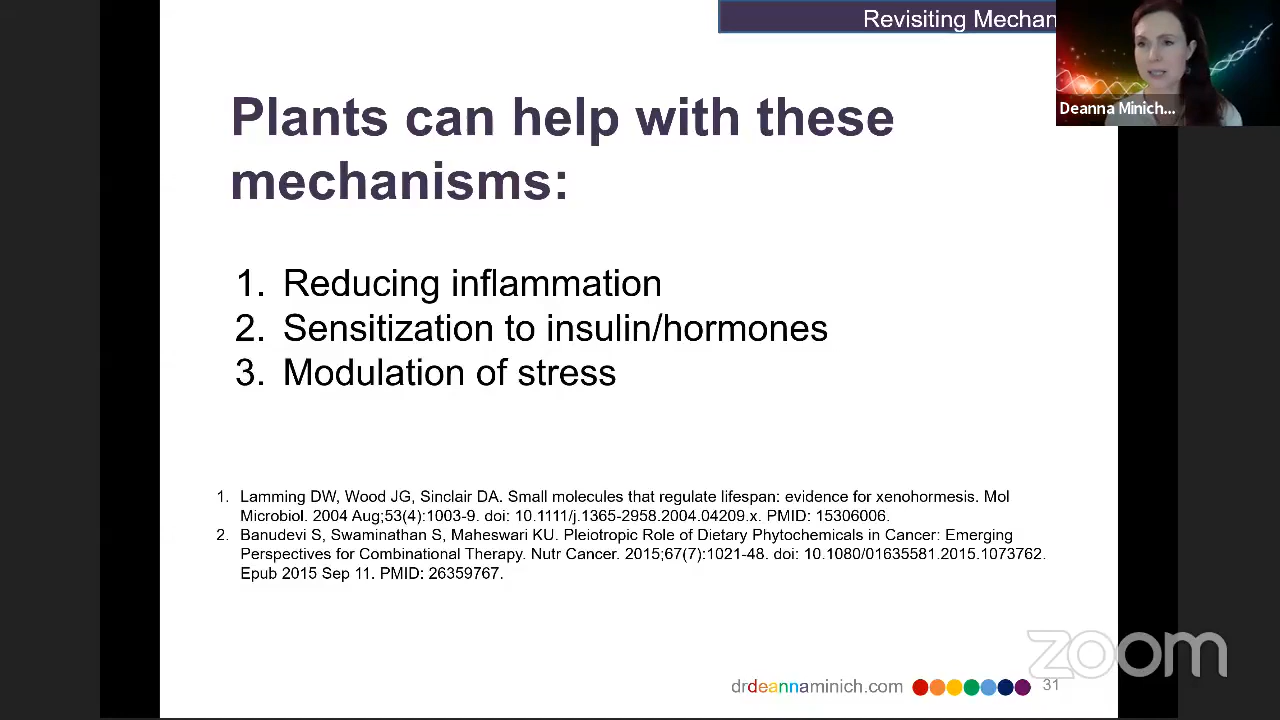 Revisiting Mechan
Deanna Minich...
Plants can help with these
mechanisms:
1. Reducing inflammation
2. Sensitization to insulin/hormones
3. Modulation of stress
1. Lamming DW, Wood JG, Sinclair DA. Small molecules that regulate lifespan: evidence for xenohormesis. Mol
Microbiol. 2004 Aug;53(4):1003-9. doi: 10.1111/j.1365-2958.2004.04209.x. PMID: 15306006.
2. Banudevi S, Swaminathan S, Maheswari KU. Pleiotropic Role of Dietary Phytochemicals in Cancer: Emerging
Perspectives for Combinational Therapy. Nutr Cancer. 2015;67(7):1021-48. doi: 10.1080/01635581.2015.1073762.
Epub 2015 Sep 11. PMID: 26359767.
zoom
drdeannaminich.com 31